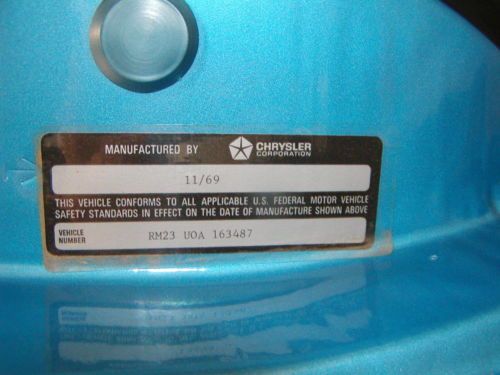 MANUFACTURED BY CHRYSLER CORPORATION
11/69
THIS VEHICLE CONFORMS TO ALL APPLICABLE U.S. FEDERAL MOTOR VEHICLE
SAFETY STANDARDS IN EFFECT ON THE DATE OF MANUFACTURE SHOWN ABOVE
VEHICLE NUMBER RM23 UOA 163487